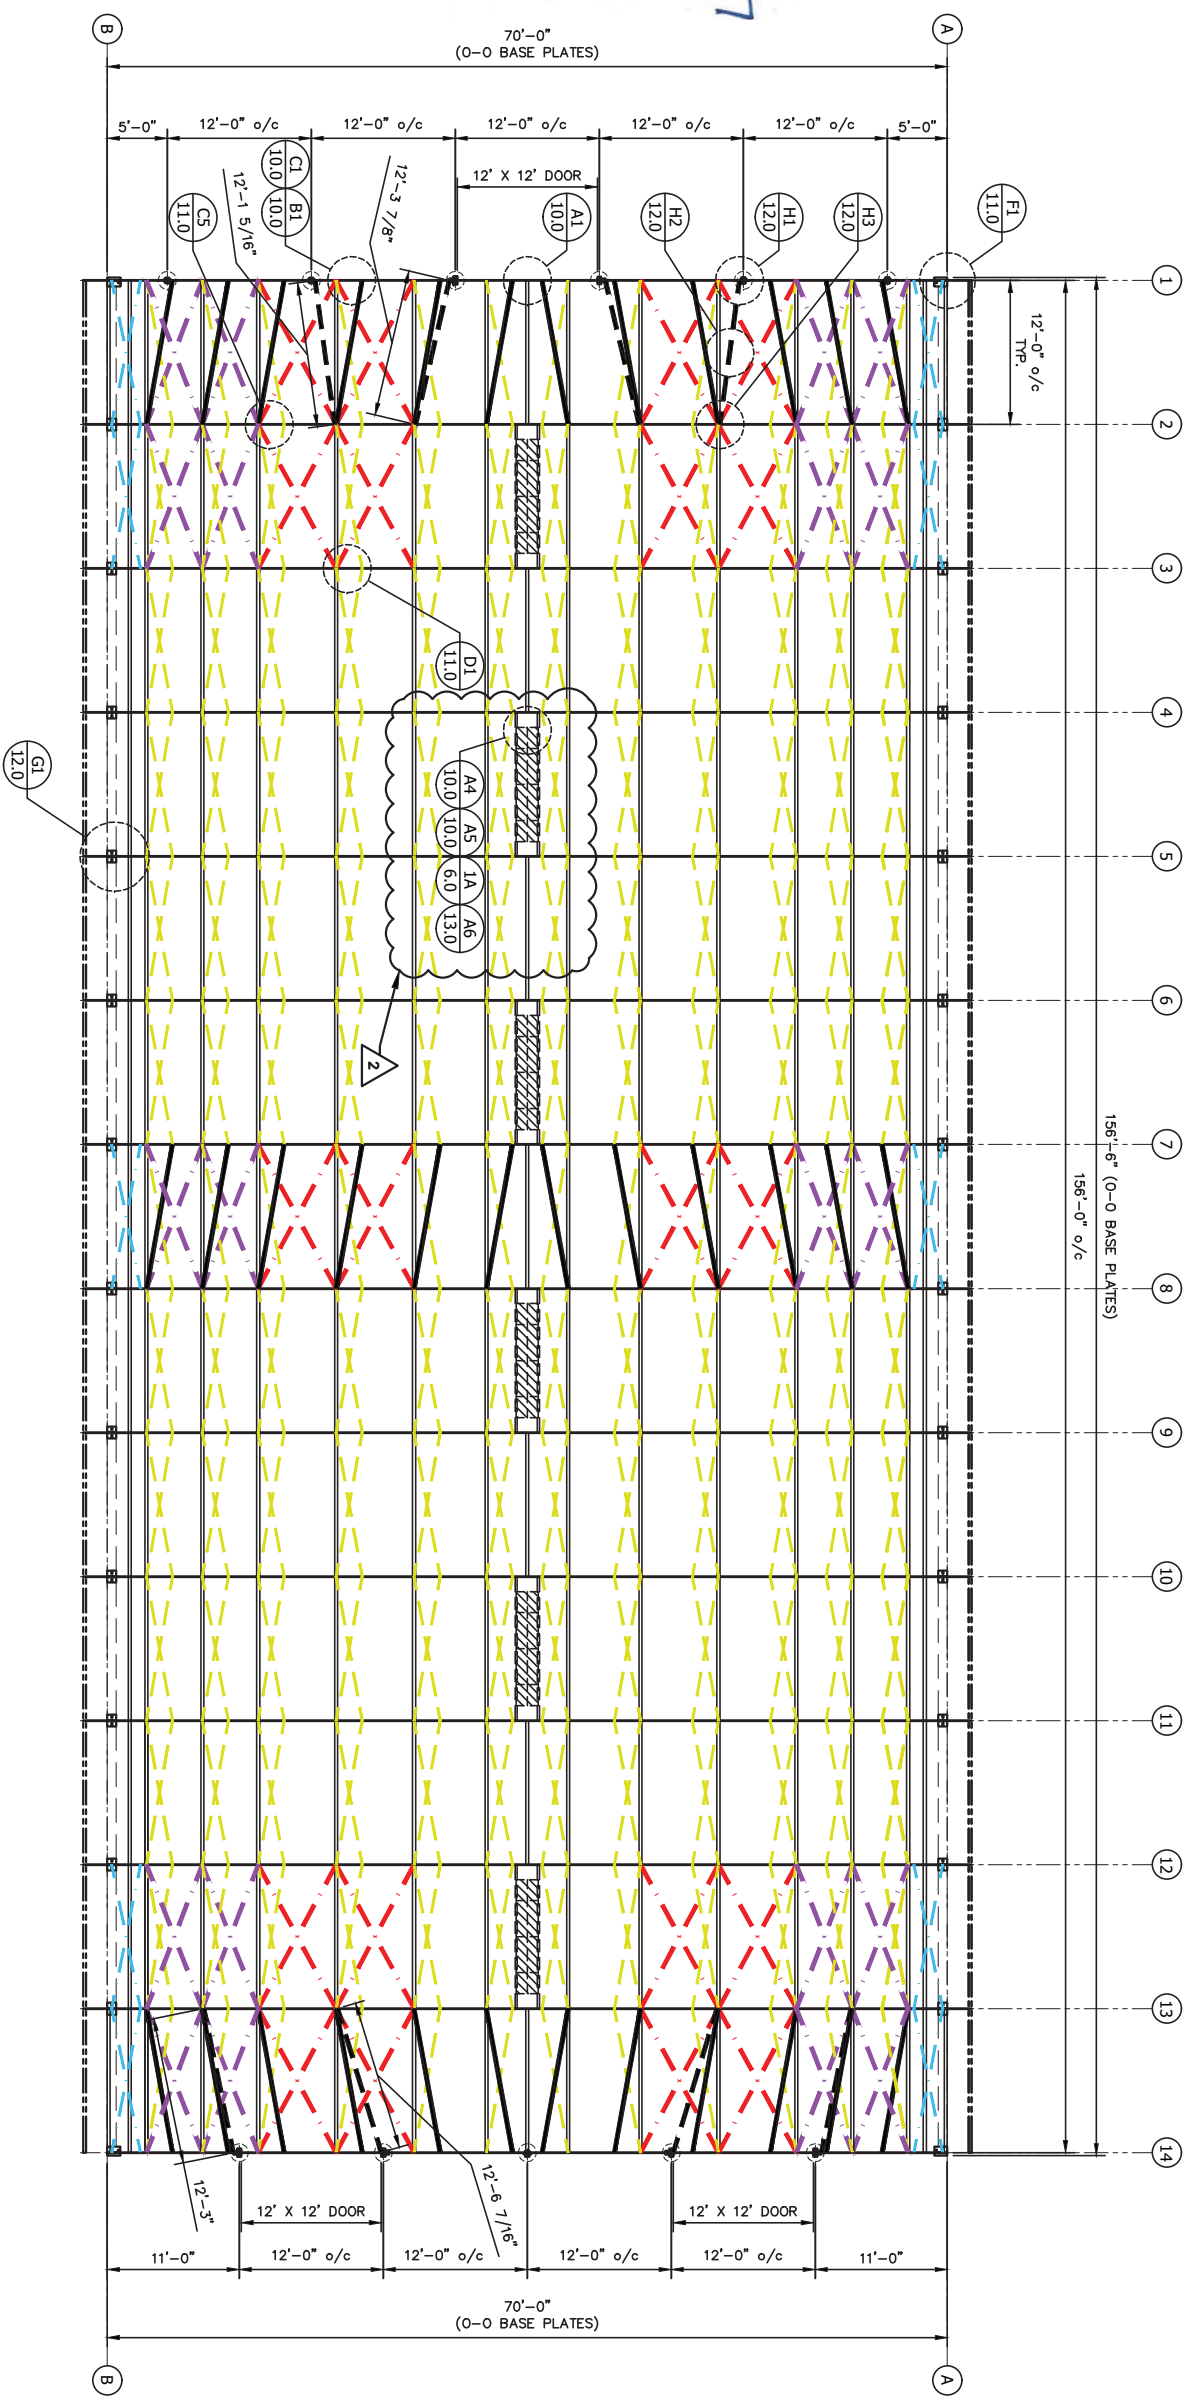 B
A
70'-0"
(O-O BASE PLATES)
5'-0"
12'-0" o/c
12'-0" o/c
12'-0" o/c
12'-0" o/c
12'-0" o/c
5'-0"
12' X 12' DOOR
C1
10.0
B1
10.0
C5
11.0
12'-1 5/16"
12'-3 7/8"
A1
10.0
H2
12.0
H1
12.0
H3
12.0
F1
11.0
1
12'-0" o/c
TYP.
2
3
D1
11.0
4
A4
10.0
A5
10.0
1A
6.0
A6
13.0
G1
12.0
5
6
2
7
156'-6" (O-O BASE PLATES)
156'-0" o/c
8
9
10
11
12
13
14
12'-3"
12'-6 7/16"
12' X 12' DOOR
12' X 12' DOOR
11'-0"
12'-0" o/c
12'-0" o/c
12'-0" o/c
12'-0" o/c
11'-0"
70'-0"
(O-O BASE PLATES)
B
A